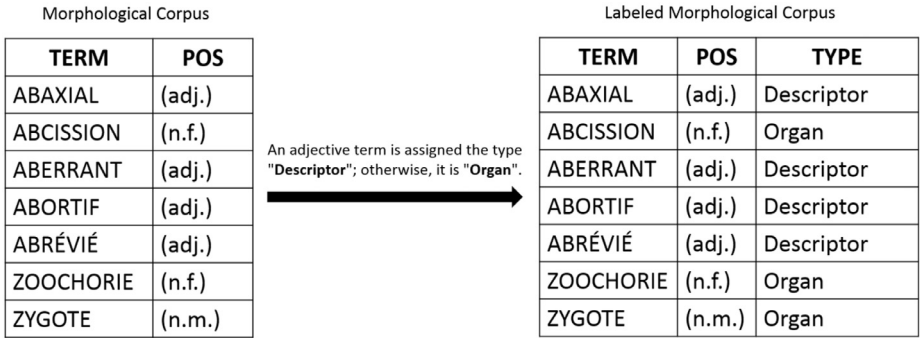 Morphological Corpus
TERM POS
ABAXIAL (adj.)
ABCISSION (n.f.)
ABERRANT (adj.)
ABORTIF (adj.)
ABRÉVIÉ (adj.)
ZOOCHORIE (n.f.)
ZYGOTE (n.m.)
An adjective term is assigned the type
"Descriptor"; otherwise, it is "Organ".
Labeled Morphological Corpus
TERM POS TYPE
ABAXIAL (adj.) Descriptor
ABCISSION (n.f.) Organ
ABERRANT (adj.) Descriptor
ABORTIF (adj.) Descriptor
ABRÉVIÉ (adj.) Descriptor
ZOOCHORIE (n.f.) Organ
ZYGOTE (n.m.) Organ